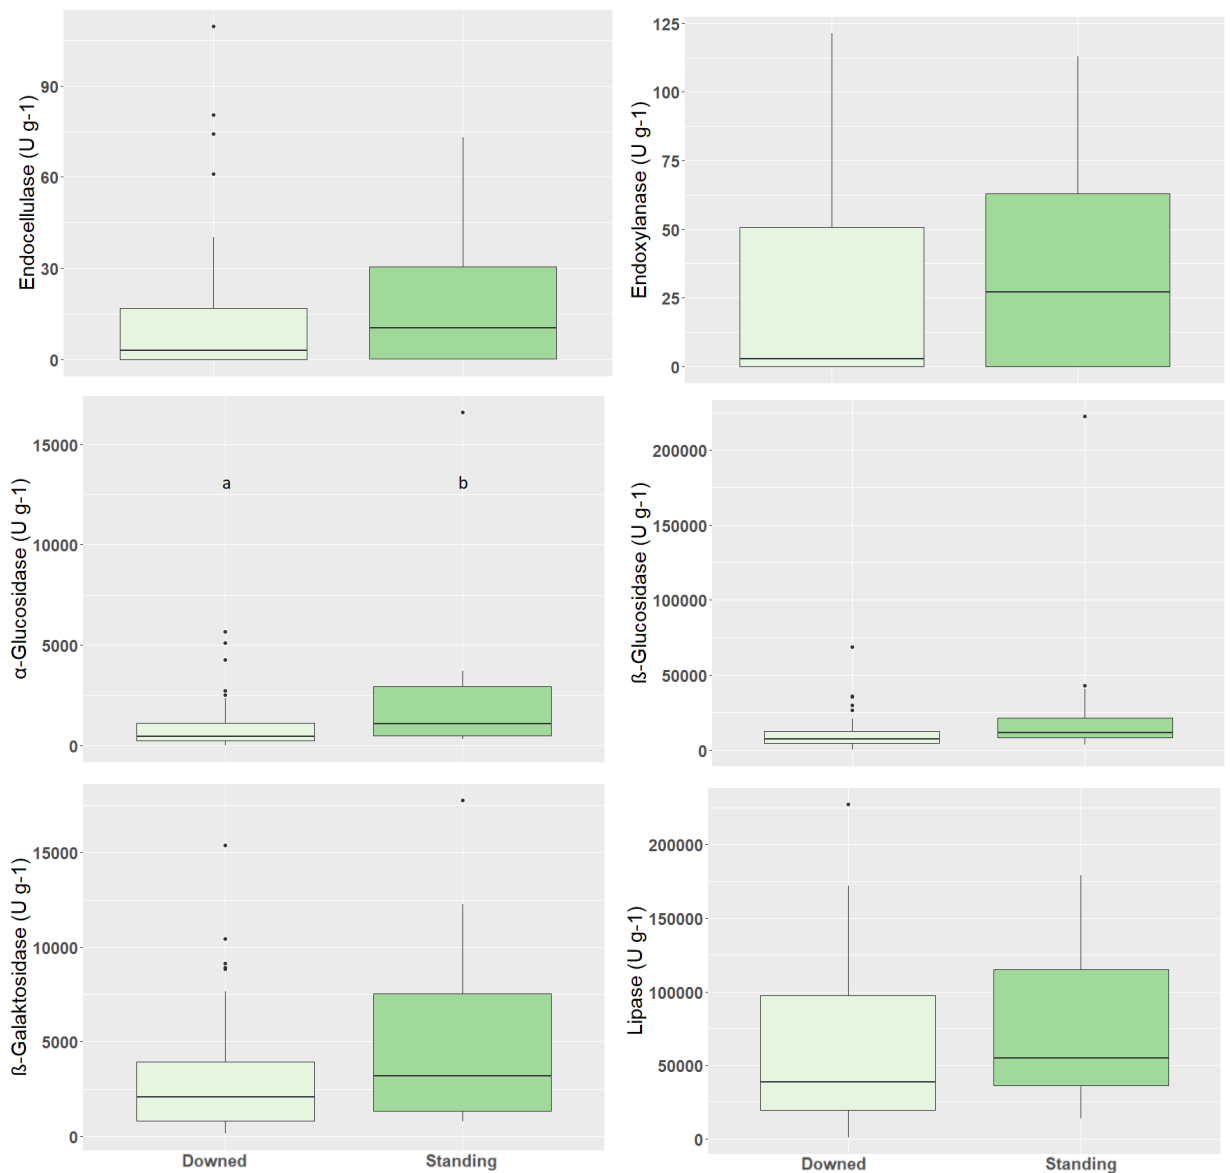 Endocellulase (U g-1)
90
60
30
0
Endoxylanase (U g-1)
125
100
75
50
25
0
α-Glucosidase (U g-1)
15000
10000
5000
0
a
b
ß-Glucosidase (U g-1)
200000
150000
100000
50000
0
ß-Galaktosidase (U g-1)
15000
10000
5000
0
Downed
Standing
Lipase (U g-1)
200000
150000
100000
50000
0
Downed
Standing